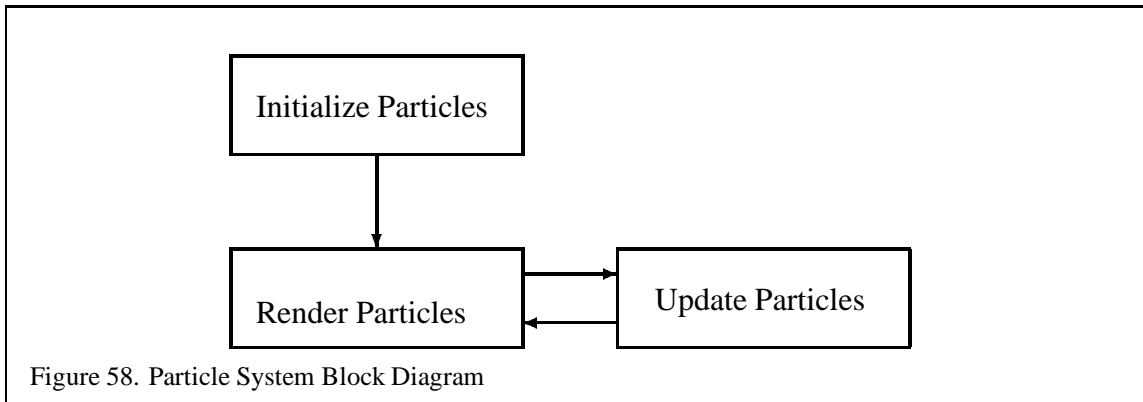 Initialize Particles
Render Particles
Update Particles
Figure 58. Particle System Block Diagram